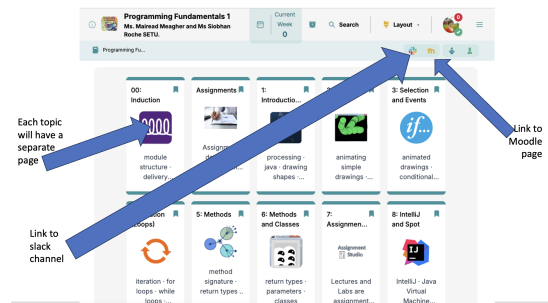 Programming Fundamentals 1
Ms. Mairead Meagher and Ms Siobhan
Roche SETU.
Current
Week
0
Search
Layout
0
Programming Fu...
Each topic
will have a
separate
page
Link to
slack
channel
Link to
Moodle
page
00:
Induction
module
structure ·
delivery...
Assignments
Assignm
1:
Introductio...
processing ·
java · drawing
shapes ·...
animating
simple
drawings ·...
3: Selection
and Events
if...
animated
drawings ·
conditional...
Loops)
iteration · for
loops · while
loops ·...
5: Methods
method
signature ·
return types ..
6: Methods
and Classes
return types ·
parameters ·
classes
7:
Assignmen...
Assignment
Studio
Lectures and
Labs are
assignment...
8: IntelliJ
and Spot
IJ
IntelliJ · Java
Virtual
Machine...